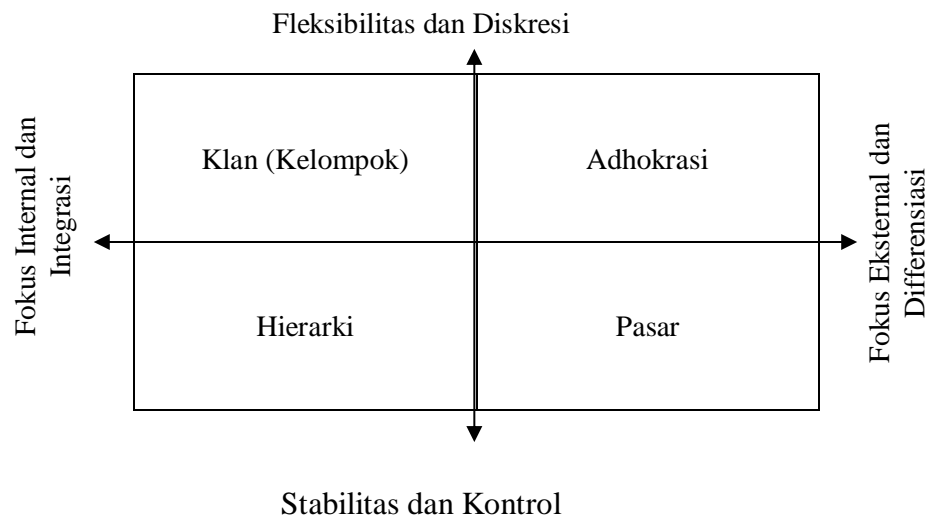 Fleksibilitas dan Diskresi
Fokus Internal dan
Integrasi
Klan (Kelompok)
Adhokrasi
Fokus Eksternal dan
Differensiasi
Hierarki
Pasar
Stabilitas dan Kontrol